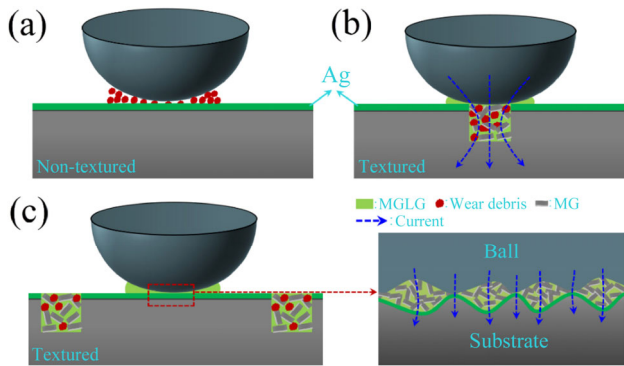 (a)
(b)
Ag
Non-textured
Textured
(c)
:MGLG :Wear debris :MG
:Current
Ball
Substrate
Textured